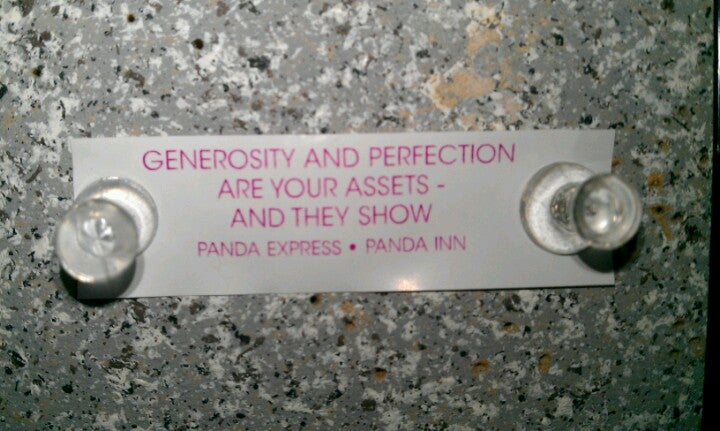 GENEROSITY AND PERFECTION
ARE YOUR ASSETS -
AND THEY SHOW
PANDA EXPRESS • PANDA INN